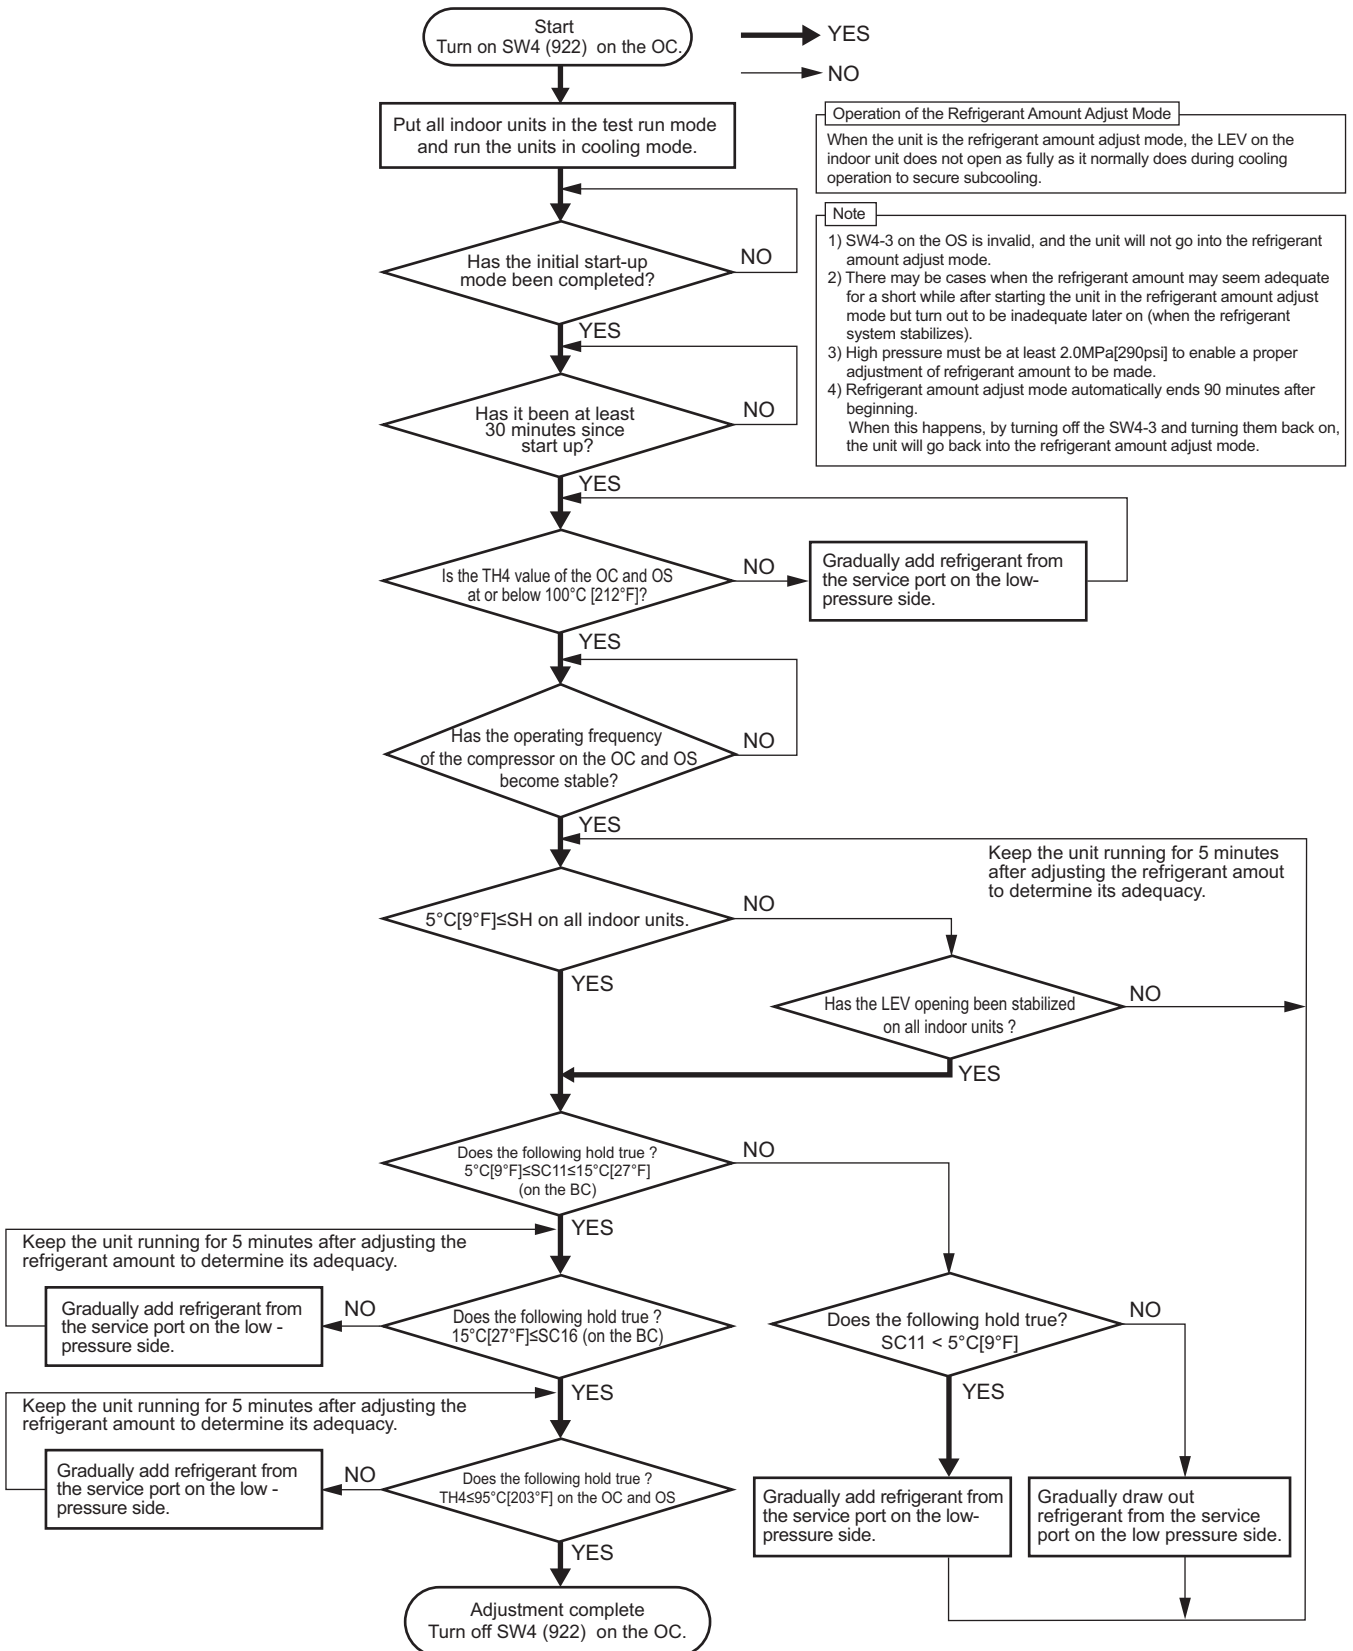 Start
Turn on SW4 (922) on the OC.
YES
NO
Put all indoor units in the test run mode
and run the units in cooling mode.
Operation of the Refrigerant Amount Adjust Mode
When the unit is the refrigerant amount adjust mode, the LEV on the
indoor unit does not open as fully as it normally does during cooling
operation to secure subcooling.
Note
1) SW4-3 on the OS is invalid, and the unit will not go into the refrigerant
amount adjust mode.
2) There may be cases when the refrigerant amount may seem adequate
for a short while after starting the unit in the refrigerant amount adjust
mode but turn out to be inadequate later on (when the refrigerant
system stabilizes).
3) High pressure must be at least 2.0MPa[290psi] to enable a proper
adjustment of refrigerant amount to be made.
4) Refrigerant amount adjust mode automatically ends 90 minutes after
beginning.
When this happens, by turning off the SW4-3 and turning them back on,
the unit will go back into the refrigerant amount adjust mode.
Has the initial start-up
mode been completed?
NO
YES
Has it been at least
30 minutes since
start up?
NO
YES
Is the TH4 value of the OC and OS
at or below 100°C [212°F]?
NO
Gradually add refrigerant from
the service port on the low-
pressure side.
YES
Has the operating frequency
of the compressor on the OC and OS
become stable?
NO
YES
Keep the unit running for 5 minutes
after adjusting the refrigerant amout
to determine its adequacy.
5°C[9°F]≤SH on all indoor units.
NO
YES
Has the LEV opening been stabilized
on all indoor units ?
NO
YES
Does the following hold true ?
5°C[9°F]≤SC11≤15°C[27°F]
(on the BC)
NO
YES
Keep the unit running for 5 minutes after adjusting the
refrigerant amount to determine its adequacy.
Gradually add refrigerant from
the service port on the low -
pressure side.
NO
Does the following hold true ?
15°C[27°F]≤SC16 (on the BC)
Does the following hold true?
SC11 < 5°C[9°F]
NO
YES
YES
Keep the unit running for 5 minutes after adjusting the
refrigerant amount to determine its adequacy.
Gradually add refrigerant from
the service port on the low -
pressure side.
NO
Does the following hold true ?
TH4≤95°C[203°F] on the OC and OS
Gradually add refrigerant from
the service port on the low-
pressure side.
Gradually draw out
refrigerant from the service
port on the low pressure side.
YES
Adjustment complete
Turn off SW4 (922) on the OC.